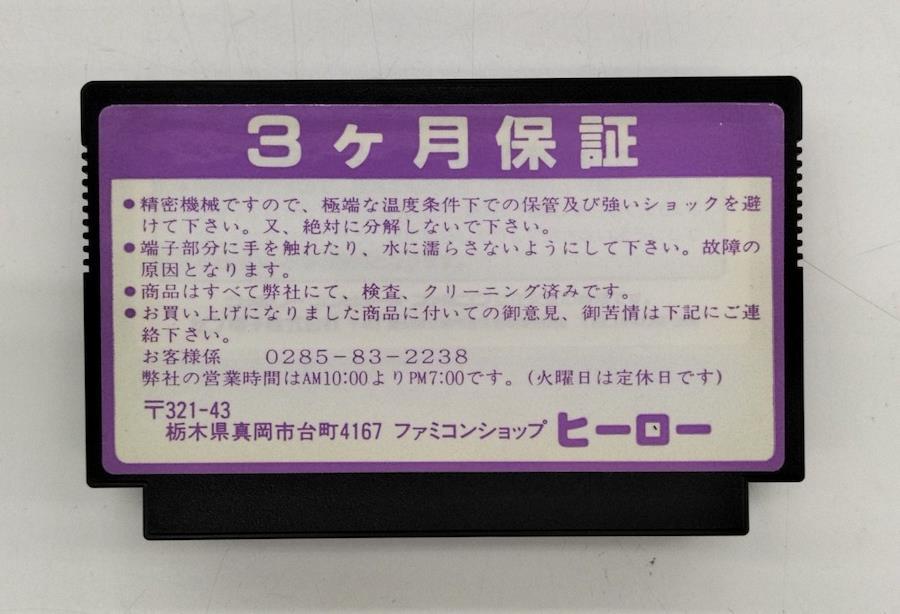 3ヶ月保証
●精密機械ですので、極端な温度条件下での保管及び強いショックを避
けて下さい。又、絶対に分解しないで下さい。
●端子部分に手を触れたり、水に濡らさないようにして下さい。故障の
原因となります。
●商品はすべて弊社にて、検査、クリーニング済みです。
●お買い上げになりました商品に付いての御意見、御苦情は下記にご連
絡下さい。
お客様係 0285-83-2238
弊社の営業時間はAM10:00よりPM7:00です。(火曜日は定休日です)
〒321-43
栃木県真岡市台町4167 ファミコンショップ ヒーロー